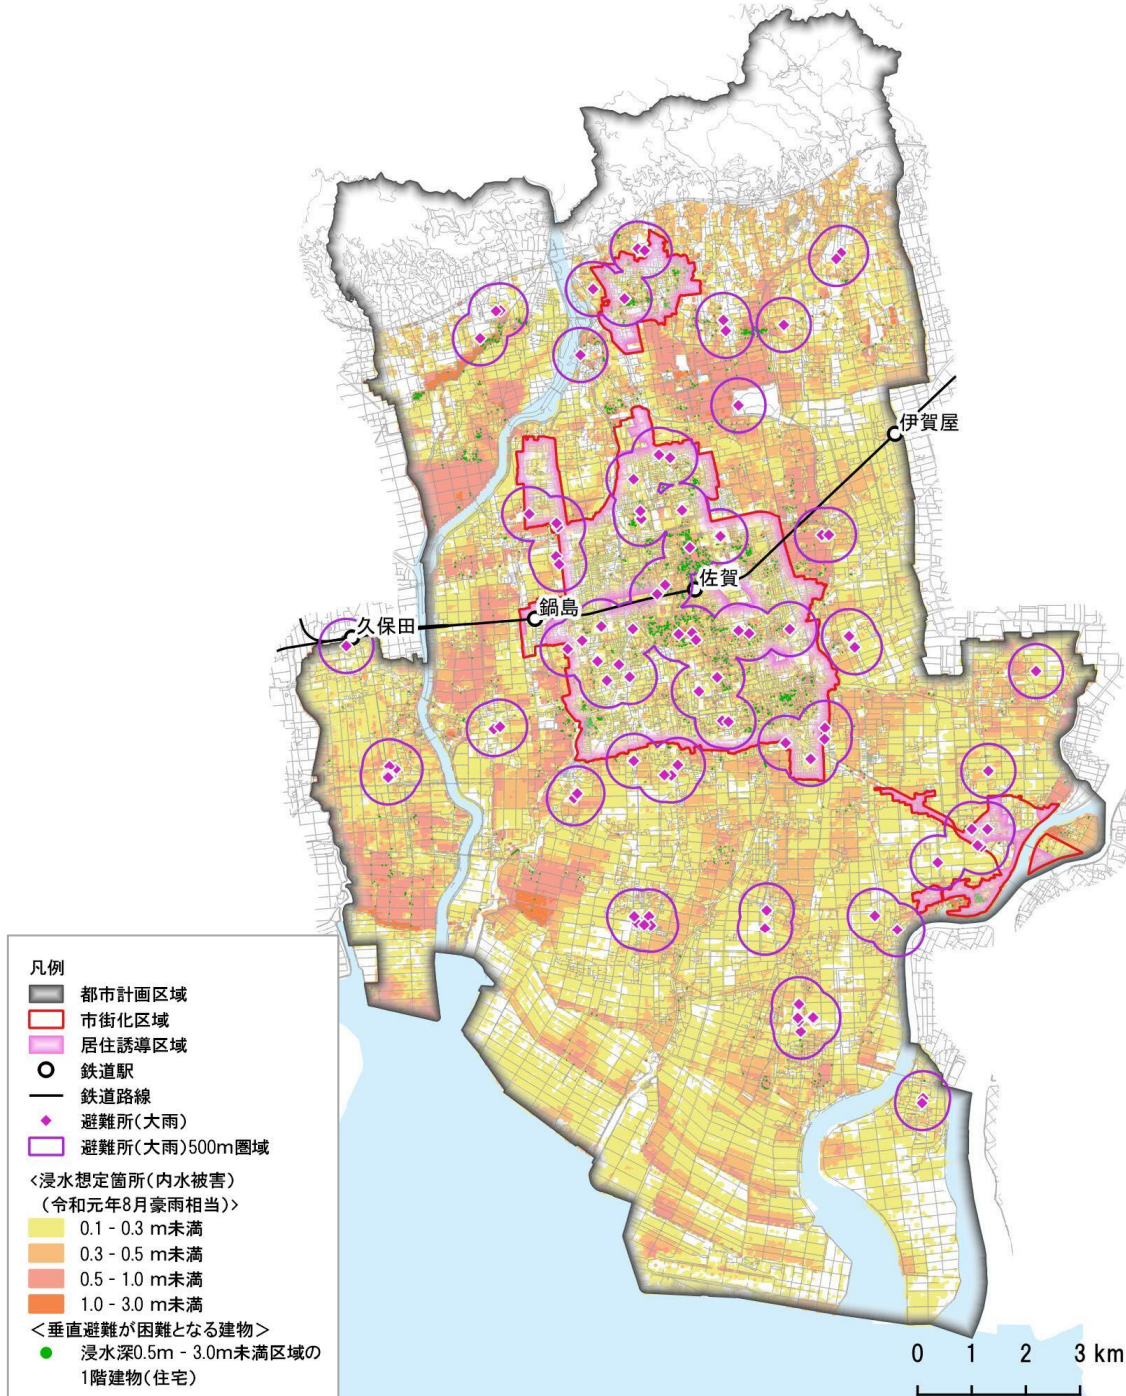 伊賀屋
佐賀
鍋島
久保田
凡例
都市計画区域
市街化区域
居住誘導区域
鉄道駅
鉄道路線
避難所(大雨)
避難所(大雨)500m圏域
<浸水想定箇所(内水被害)
(令和元年8月豪雨相当)>
0.1 - 0.3 m未満
0.3 - 0.5 m未満
0.5 - 1.0 m未満
1.0 - 3.0 m未満
<垂直避難が困難となる建物>
浸水深0.5m - 3.0m未満区域の
1階建物(住宅)
0 1 2 3 km